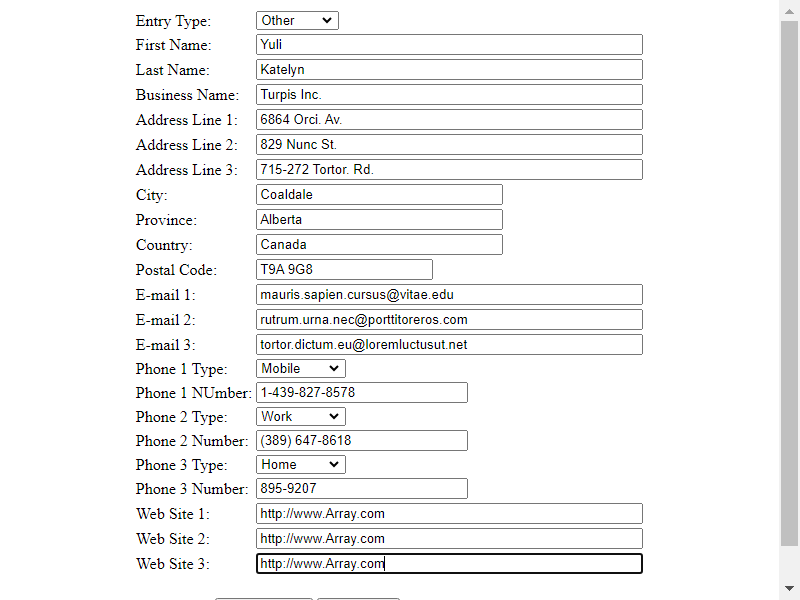 Entry Type: Other
First Name: Yuli
Last Name: Katelyn
Business Name: Turpis Inc.
Address Line 1: 6864 Orci. Av.
Address Line 2: 829 Nunc St.
Address Line 3: 715-272 Tortor. Rd.
City: Coaldale
Province: Alberta
Country: Canada
Postal Code: T9A 9G8
E-mail 1: mauris.sapien.cursus@vitae.edu
E-mail 2: rutrum.urna.nec@porttitoreros.com
E-mail 3: tortor.dictum.eu@loremluctusut.net
Phone 1 Type: Mobile
Phone 1 NUmber: 1-439-827-8578
Phone 2 Type: Work
Phone 2 Number: (389) 647-8618
Phone 3 Type: Home
Phone 3 Number: 895-9207
Web Site 1: http://www.Array.com
Web Site 2: http://www.Array.com
Web Site 3: http://www.Array.com